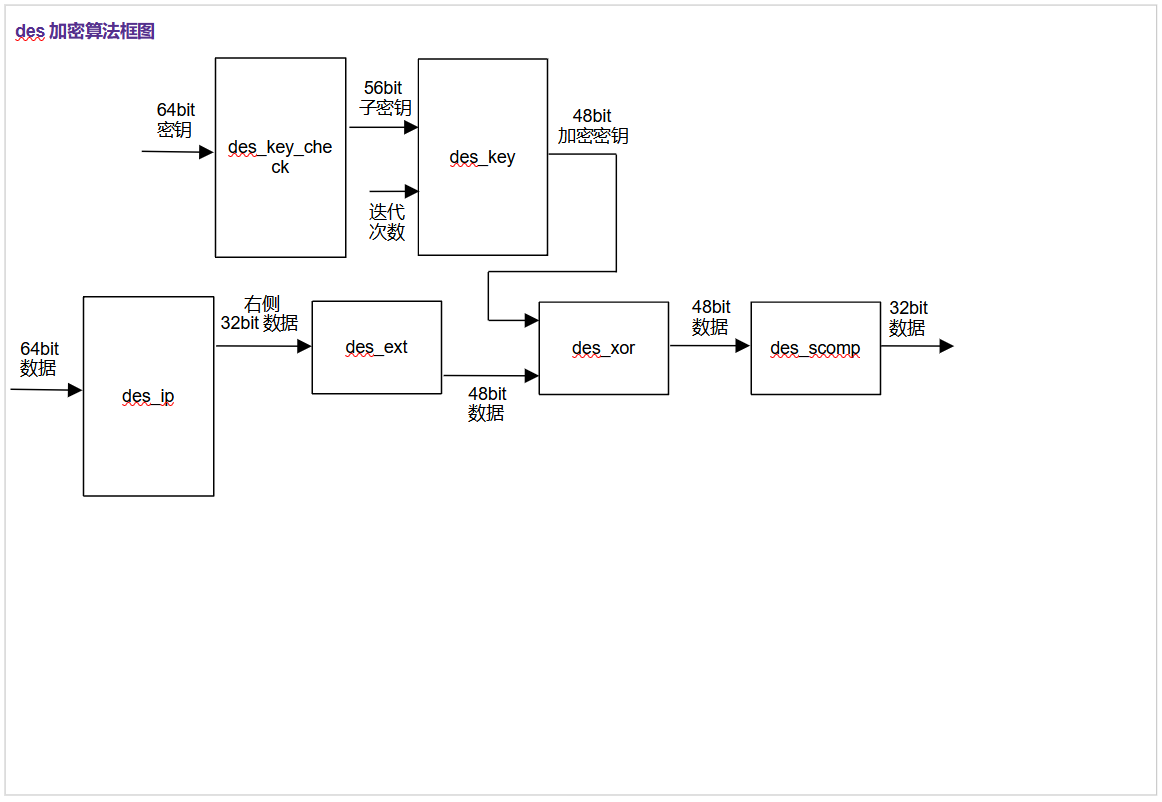 des 加密算法框图
64bit
密钥
des_key_che
ck
56bit
子密钥
迭代
次数
des_key
48bit
加密密钥
64bit
数据
des_ip
右侧
32bit 数据
des_ext
48bit
数据
des_xor
48bit
数据
des_scomp
32bit
数据